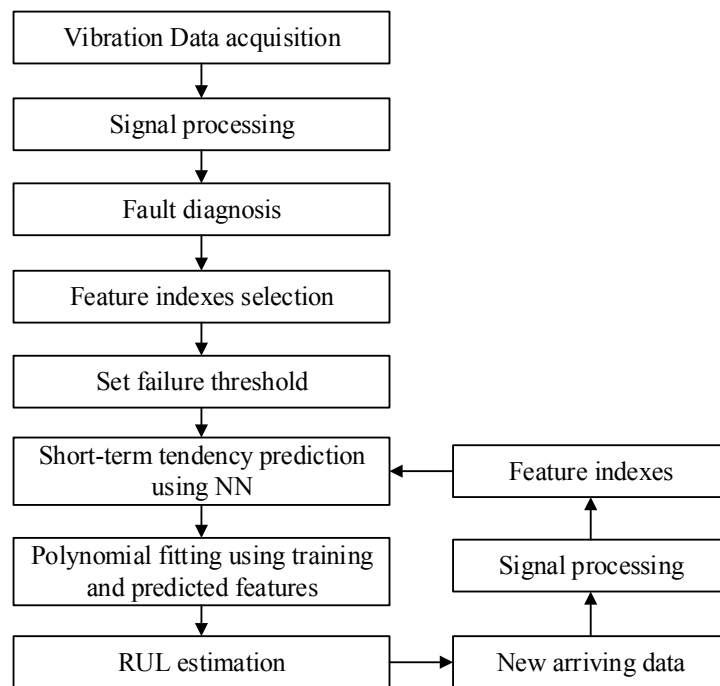 Vibration Data acquisition
Signal processing
Fault diagnosis
Feature indexes selection
Set failure threshold
Short-term tendency prediction
using NN
Polynomial fitting using training
and predicted features
RUL estimation
Feature indexes
Signal processing
New arriving data